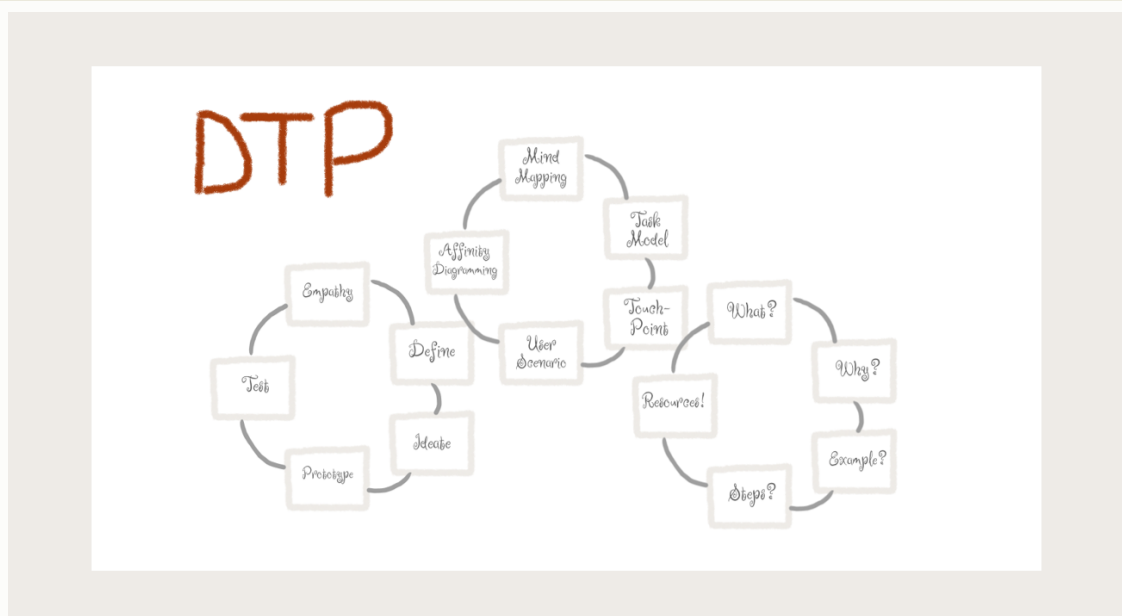 DTP
Empathy
Define
Ideate
Prototype
Test
Mind
Mapping
Task
Model
Touch-
Point
User
Scenario
Affinity
Diagramming
What?
Why?
Example?
Steps?
Resources!